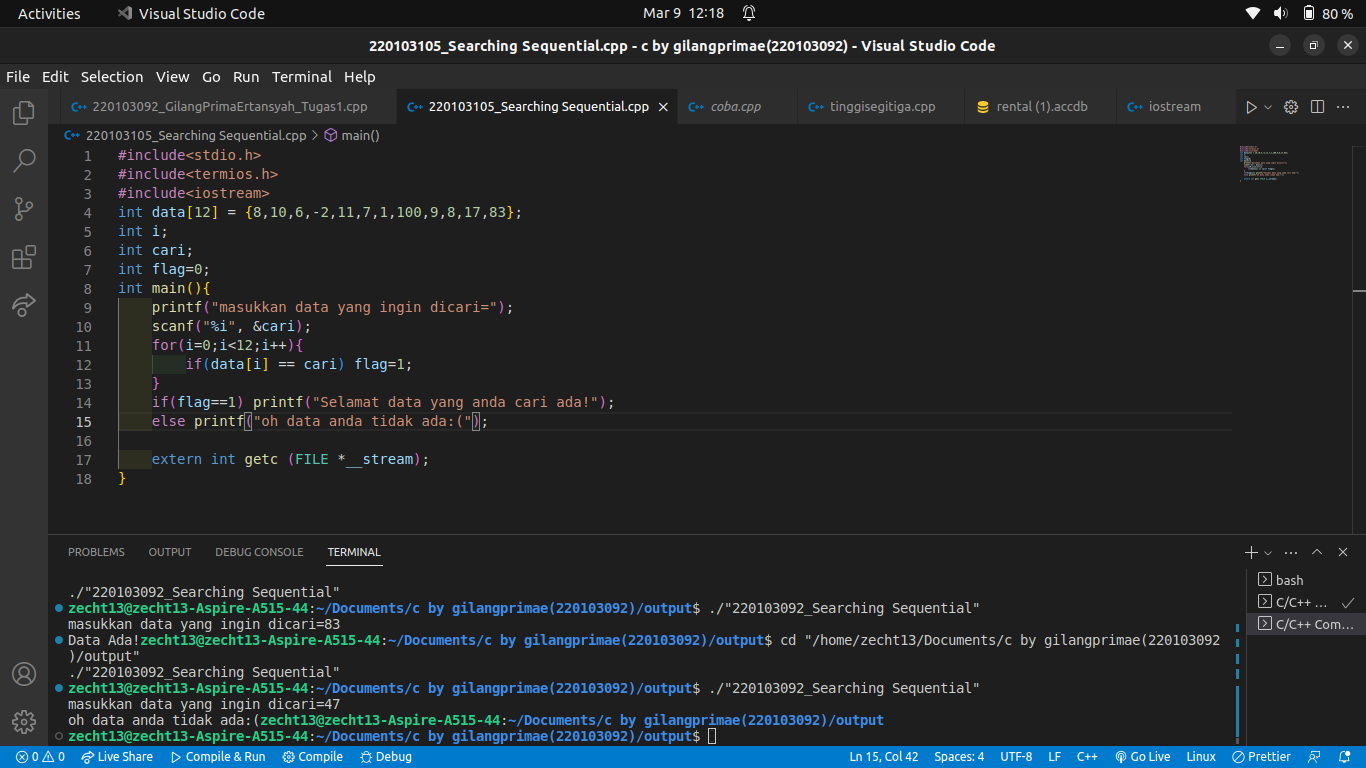 Activities Visual Studio Code Mar 9 12:18 80 %
220103105_Searching Sequential.cpp - c by gilangprimae(220103092) - Visual Studio Code
File Edit Selection View Go Run Terminal Help
220103092_GilangPrimaErtansyah_Tugas1.cpp 220103105_Searching Sequential.cpp coba.cpp tinggisegitiga.cpp rental (1).accdb iostream
220103105_Searching Sequential.cpp > main()
1 #include<stdio.h>
2 #include<termios.h>
3 #include<iostream>
4 int data[12] = {8,10,6,-2,11,7,1,100,9,8,17,83};
5 int i;
6 int cari;
7 int flag=0;
8 int main(){
9 printf("masukkan data yang ingin dicari=");
10 scanf("%i", &cari);
11 for(i=0;i<12;i++){
12 if(data[i] == cari) flag=1;
13 }
14 if(flag==1) printf("Selamat data yang anda cari ada!");
15 else printf("oh data anda tidak ada:(");
16
17 extern int getc (FILE *__stream);
18 }
PROBLEMS OUTPUT DEBUG CONSOLE TERMINAL
./"220103092_Searching Sequential"
zecht13@zecht13-Aspire-A515-44:~/Documents/c by gilangprimae(220103092)/output$ ./"220103092_Searching Sequential"
masukkan data yang ingin dicari=83
Data Ada!zecht13@zecht13-Aspire-A515-44:~/Documents/c by gilangprimae(220103092)/output$ cd "/home/zecht13/Documents/c by gilangprimae(220103092
)/output"
./"220103092_Searching Sequential"
zecht13@zecht13-Aspire-A515-44:~/Documents/c by gilangprimae(220103092)/output$ ./"220103092_Searching Sequential"
masukkan data yang ingin dicari=47
oh data anda tidak ada:(zecht13@zecht13-Aspire-A515-44:~/Documents/c by gilangprimae(220103092)/output
zecht13@zecht13-Aspire-A515-44:~/Documents/c by gilangprimae(220103092)/output$
bash
C/C++ ...
C/C++ Com...
0 0 Live Share Compile & Run Compile Debug Ln 15, Col 42 Spaces: 4 UTF-8 LF C++ Go Live Linux Prettier